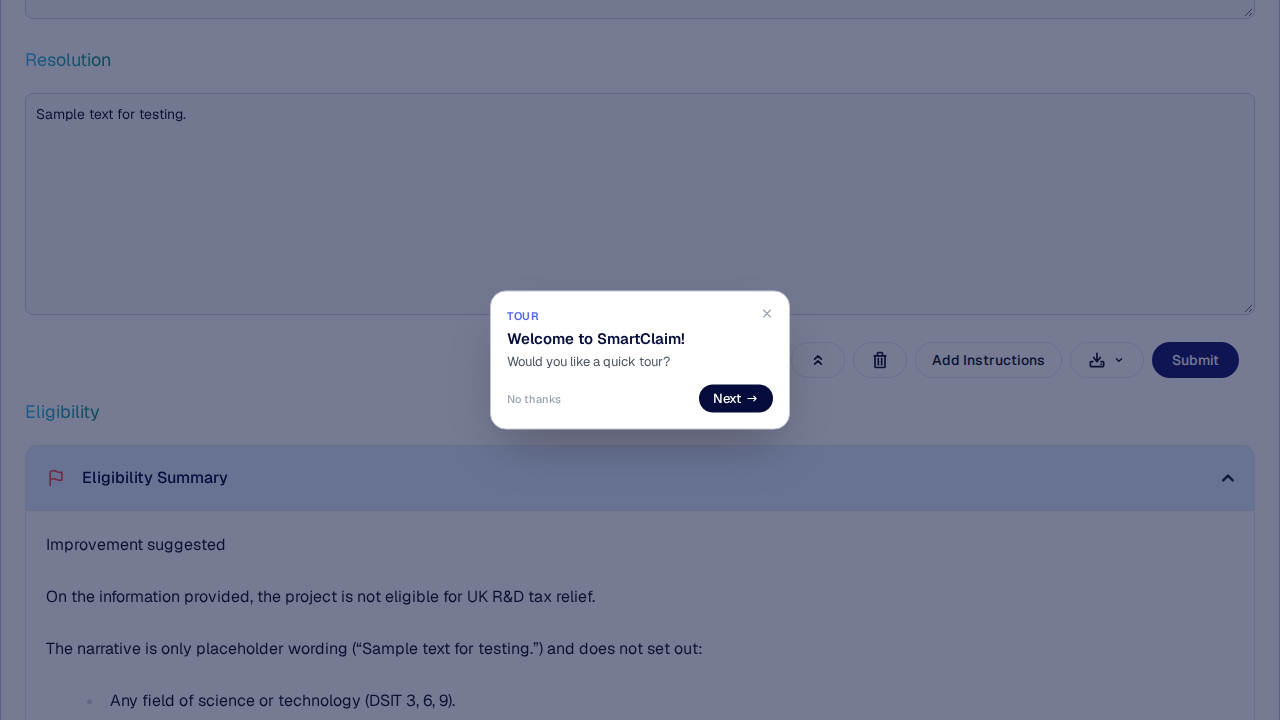 Resolution
Sample text for testing.
TOUR
Welcome to SmartClaim!
Would you like a quick tour?
No thanks
Next →
Add Instructions
Submit
Eligibility
Eligibility Summary
Improvement suggested
On the information provided, the project is not eligible for UK R&D tax relief.
The narrative is only placeholder wording (“Sample text for testing.”) and does not set out:
• Any field of science or technology (DSIT 3, 6, 9).